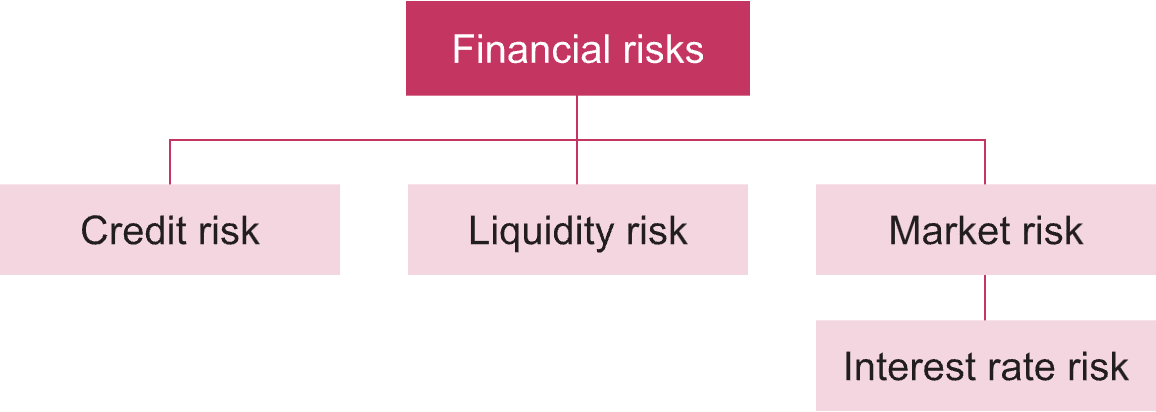 Financial risks
Credit risk
Liquidity risk
Market risk
Interest rate risk